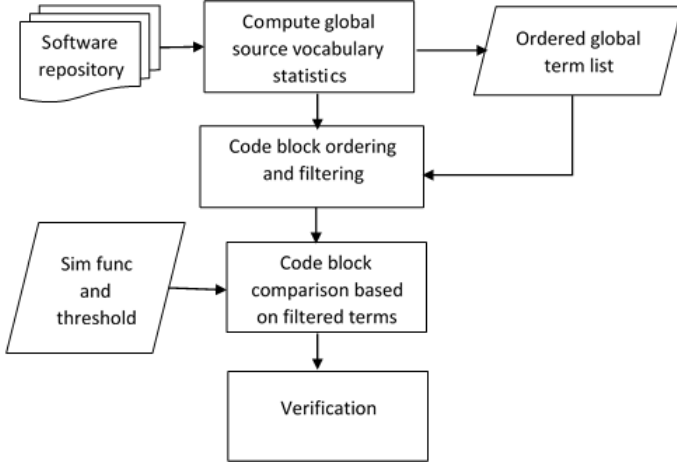 Software
repository
Compute global
source vocabulary
statistics
Ordered global
term list
Code block ordering
and filtering
Sim func
and
threshold
Code block
comparison based
on filtered terms
Verification